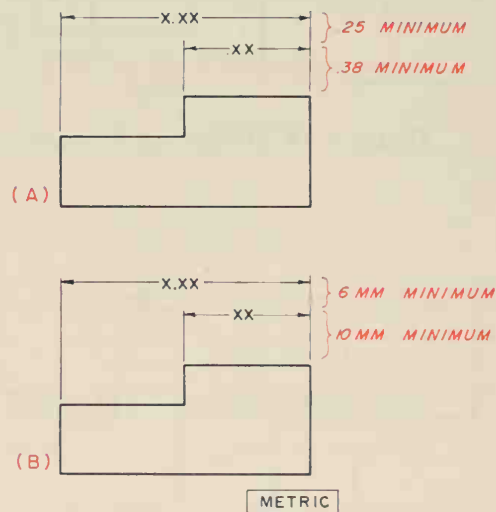 X.XX
.25 MINIMUM
.XX
.38 MINIMUM
(A)
X.XX
6 MM MINIMUM
XX
10 MM MINIMUM
(B)
METRIC